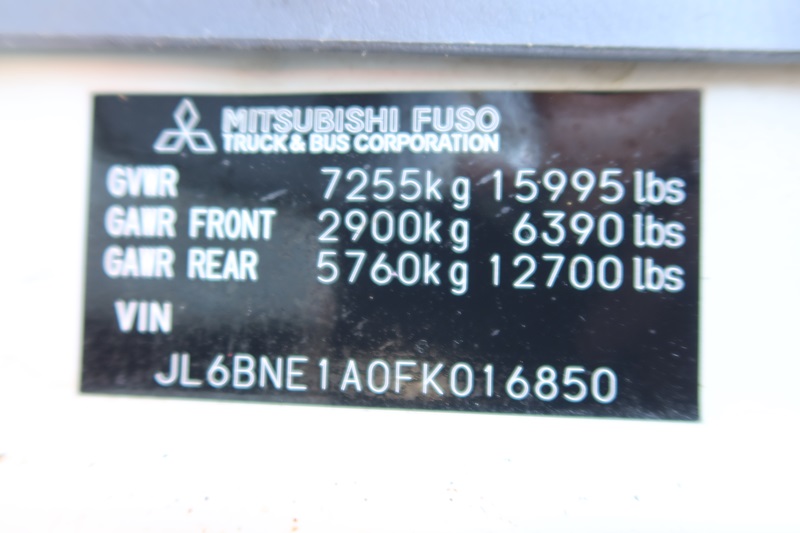 MITSUBISHI FUSO
TRUCK & BUS CORPORATION
GVWR 7255kg 15995 lbs
GAWR FRONT 2900kg 6390 lbs
GAWR REAR 5760kg 12700 lbs
VIN
JL6BNE1A0FK016850